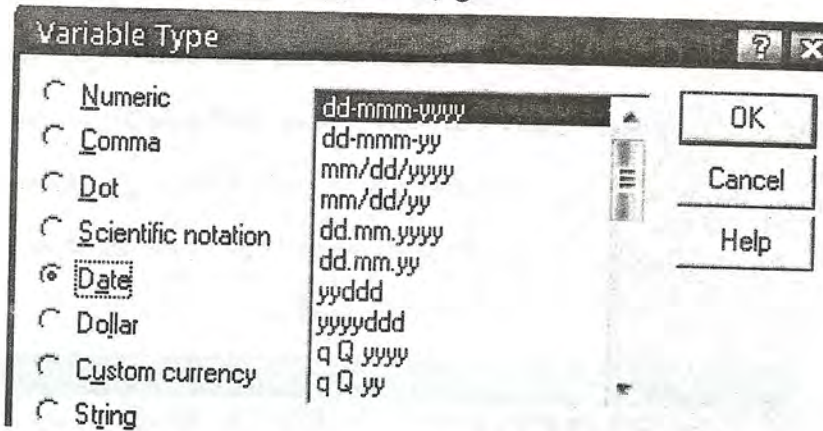 Variable Type
Numeric
Comma
Dot
Scientific notation
Date
Dollar
Custom currency
String
dd-mmm-yyyy
dd-mmm-yy
mm/dd/yyyy
mm/dd/yy
dd.mm.yyyy
dd.mm.yy
yyddd
yyyyddd
q Q yyyy
q Q yy
OK
Cancel
Help